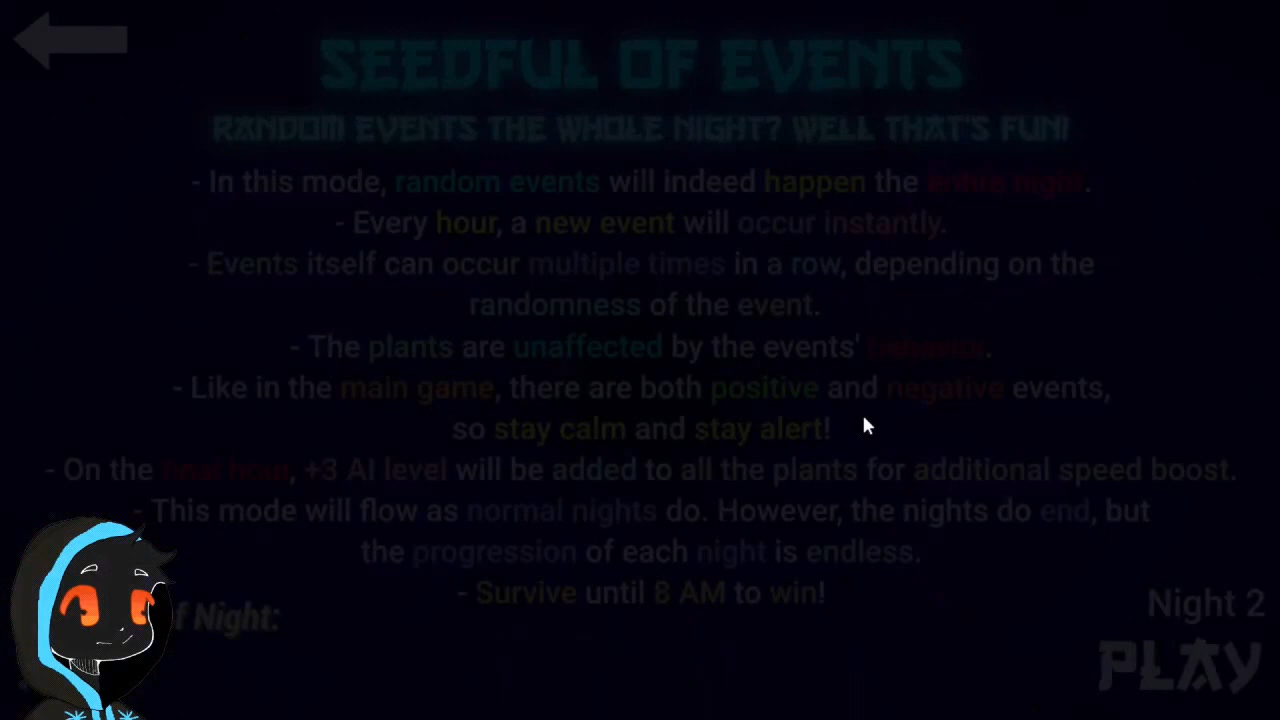 SEEDFUL OF EVENTS
RANDOM EVENTS THE WHOLE NIGHT? WELL THAT'S FUN!
- In this mode, random events will indeed happen the entire night.
- Every hour, a new event will occur instantly.
- Events itself can occur multiple times in a row, depending on the
randomness of the event.
- The plants are unaffected by the events'
- Like in the main game, there are both positive and negative events,
so stay calm and stay alert!
- On the final hour, +3 AI level will be added to all the plants for additional speed boost.
- This mode will flow as normal nights do. However, the nights do end, but
the progression of each night is endless.
- Survive until 8 AM to win!
Night 2
of Night:
PLAY